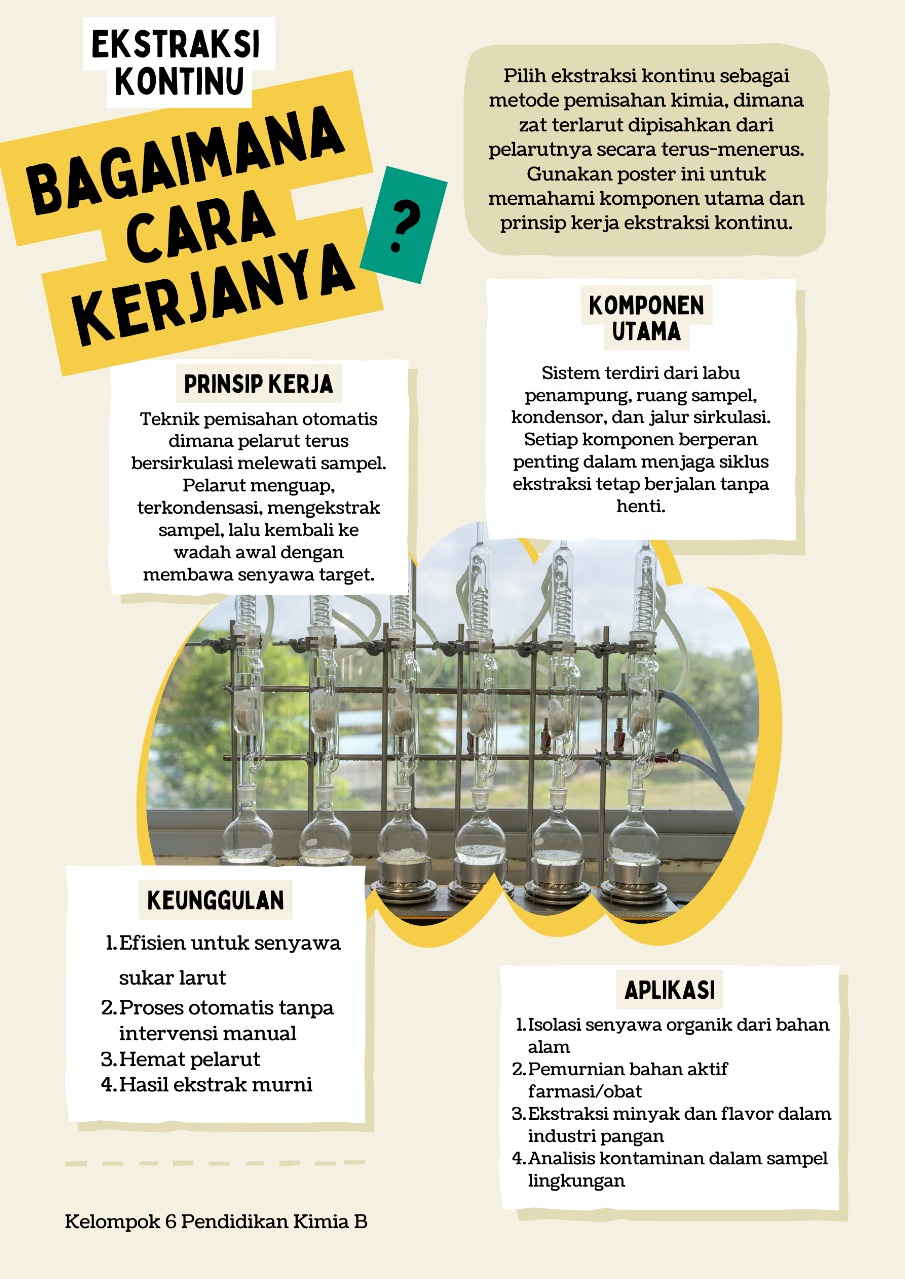 EKSTRAKSI
KONTINU
BAGAIMANA
CARA
KERJANYA
?
Pilih ekstraksi kontinu sebagai
metode pemisahan kimia, dimana
zat terlarut dipisahkan dari
pelarutnya secara terus-menerus.
Gunakan poster ini untuk
memahami komponen utama dan
prinsip kerja ekstraksi kontinu.
KOMPONEN
UTAMA
Sistem terdiri dari labu
penampung, ruang sampel,
kondensor, dan jalur sirkulasi.
Setiap komponen berperan
penting dalam menjaga siklus
ekstraksi tetap berjalan tanpa
henti.
PRINSIP KERJA
Teknik pemisahan otomatis
dimana pelarut terus
bersirkulasi melewati sampel.
Pelarut menguap,
terkondensasi, mengekstrak
sampel, lalu kembali ke
wadah awal dengan
membawa senyawa target.
KEUNGGULAN
1. Efisien untuk senyawa
sukar larut
2. Proses otomatis tanpa
intervensi manual
3. Hemat pelarut
4. Hasil ekstrak murni
APLIKASI
1. Isolasi senyawa organik dari bahan
alam
2. Pemurnian bahan aktif
farmasi/obat
3. Ekstraksi minyak dan flavor dalam
industri pangan
4. Analisis kontaminan dalam sampel
lingkungan
Kelompok 6 Pendidikan Kimia B